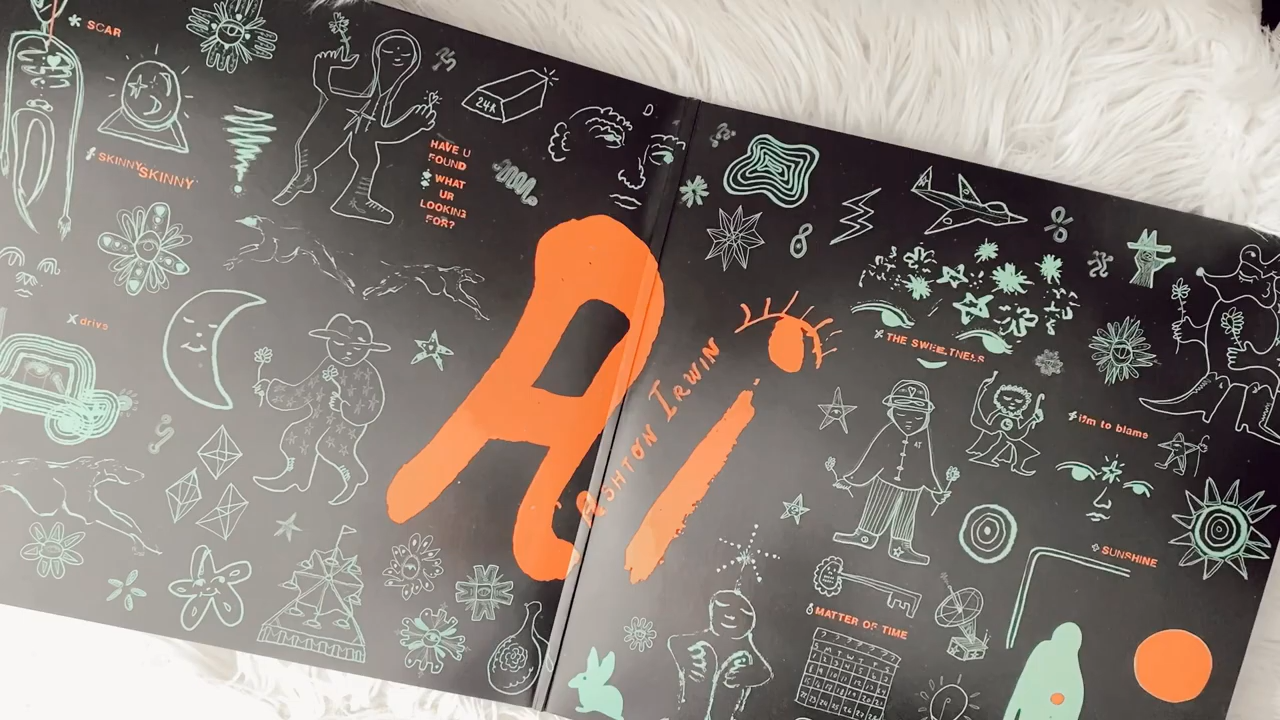 SCAR
SKINNY SKINNY
HAVE U
FOUND
WHAT
UR
LOOKING
FOR?
24K
D.
drive
Ai
ASHTON IRWIN
THE SWEETNESS
i'm to blame
SUNSHINE
MATTER OF TIME
S M T W T F S